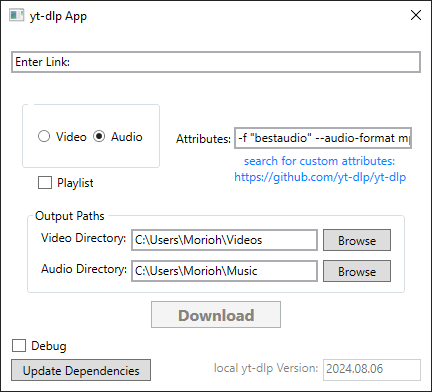 yt-dlp App
Enter Link:
Video Audio
Attributes: -f "bestaudio" --audio-format
search for custom attributes:
https://github.com/yt-dlp/yt-dlp
Playlist
Output Paths
Video Directory: C:\Users\Morioh\Videos Browse
Audio Directory: C:\Users\Morioh\Music Browse
Download
Debug
Update Dependencies
local yt-dlp Version: 2024.08.06